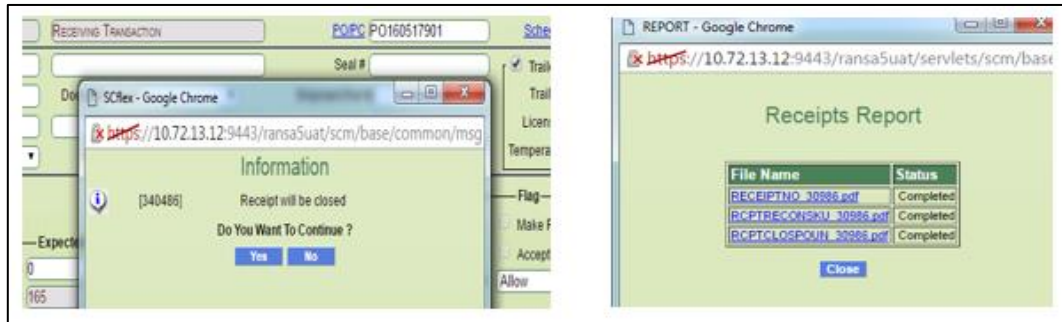 RECEIVING TRANSACTION PO/PC PO160517901 Sche
Seal # Trail
Do Trail
SCflex - Google Chrome
https://10.72.13.12:9443/ransa5uat/scm/base/common/msg
Licen
Tempera
Information
[340486] Receipt will be closed
Do You Want To Continue ?
Yes No
Flag
Make F
Accept
Allow
Expecte
0
165
REPORT - Google Chrome
https://10.72.13.12:9443/ransa5uat/servlets/scm/base
Receipts Report
File Name Status
RECEIPTNO_30986.pdf Completed
RCPTRECONSKU_30986.pdf Completed
RCPTCLOSPOUN_30986.pdf Completed
Close